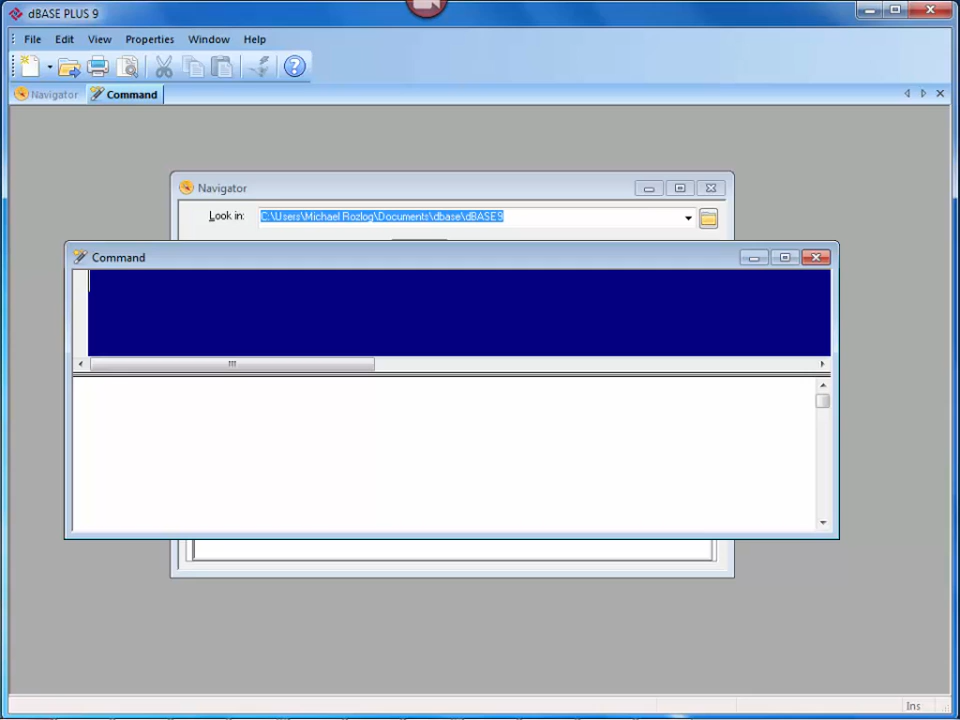 dBASE PLUS 9
File Edit View Properties Window Help
Navigator Command
Navigator
Look in: C:\Users\Michael Rozlog\Documents\dbase\dBASE9
Command
Ins